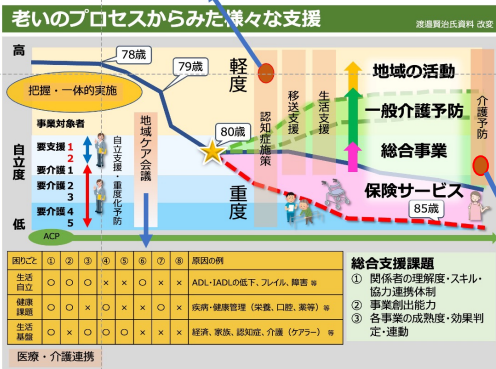 老いのプロセスからみた様々な支援
渡邉賢治氏資料 改変
高
自立度
低
78歳
79歳
80歳
85歳
把握・一体的実施
事業対象者
要支援 1
2
要介護 1
要介護 2
3
要介護 4
5
ACP
自立支援・重度化予防
地域ケア会議
軽度
重度
認知症施策
移送支援
生活支援
地域の活動
一般介護予防
総合事業
保険サービス
介護予防
困りごと ① ② ③ ④ ⑤ ⑥ ⑦ ⑧ 原因の例
生活自立 〇 〇 〇 × × 〇 × × ADL・IADLの低下、フレイル、障害 等
健康課題 〇 〇 × 〇 × × 〇 × 疾病・健康管理（栄養、口腔、薬等）等
生活基盤 〇 × 〇 〇 〇 × × × 経済、家族、認知症、介護（ケアラー）等
医療・介護連携
総合支援課題
① 関係者の理解度・スキル・
協力連携体制
② 事業創出能力
③ 各事業の成熟度・効果判
定・連動